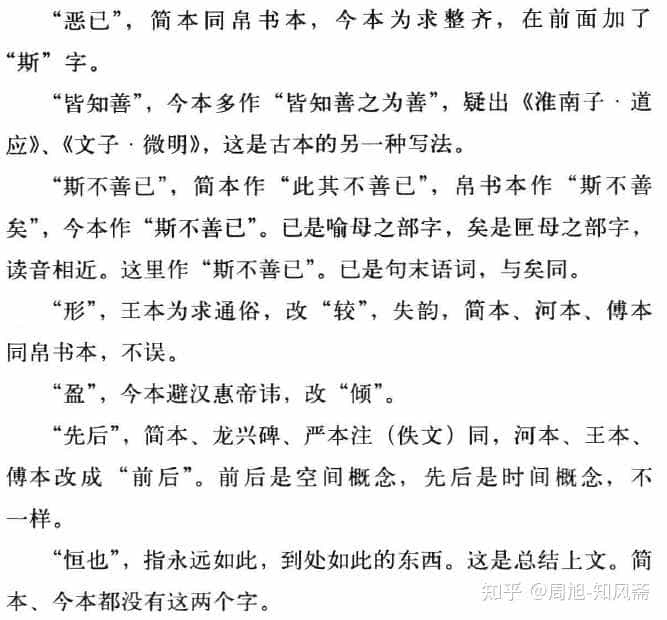 “恶已”，简本同帛书本，今本为求整齐，在前面加了
“斯”字。
“皆知善”，今本多作“皆知善之为善”，疑出《淮南子·道
应》、《文子·微明》，这是古本的另一种写法。
“斯不善已”，简本作“此其不善已”，帛书本作“斯不善
矣”，今本作“斯不善已”。已是喻母之部字，矣是匣母之部字，
读音相近。这里作“斯不善已”。已是句末语词，与矣同。
“形”，王本为求通俗，改“较”，失韵，简本、河本、傅本
同帛书本，不误。
“盈”，今本避汉惠帝讳，改“倾”。
“先后”，简本、龙兴碑、严本注（佚文）同，河本、王本、
傅本改成“前后”。前后是空间概念，先后是时间概念，不
一样。
“恒也”，指永远如此，到处如此的东西。这是总结上文。简
本、今本都没有这两个字。
知乎 @周旭-知风斋